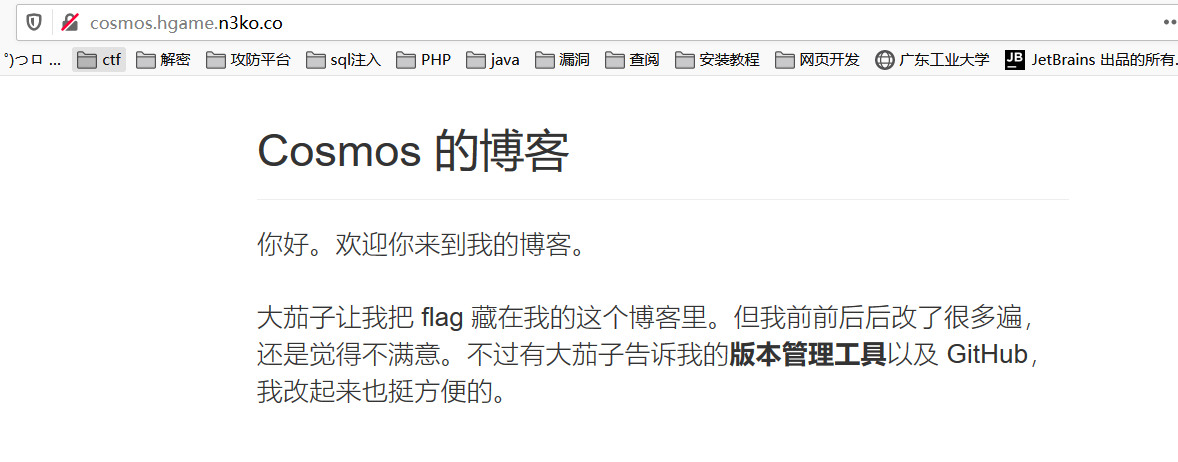 cosmos.hgame.n3ko.co
°)つロ ... ctf 解密 攻防平台 sql注入 PHP java 漏洞 查阅 安装教程 网页开发 广东工业大学 JB JetBrains 出品的所有.
Cosmos 的博客
你好。欢迎你来到我的博客。
大茄子让我把 flag 藏在我的这个博客里。但我前前后后改了很多遍，
还是觉得不满意。不过有大茄子告诉我的版本管理工具以及 GitHub，
我改起来也挺方便的。